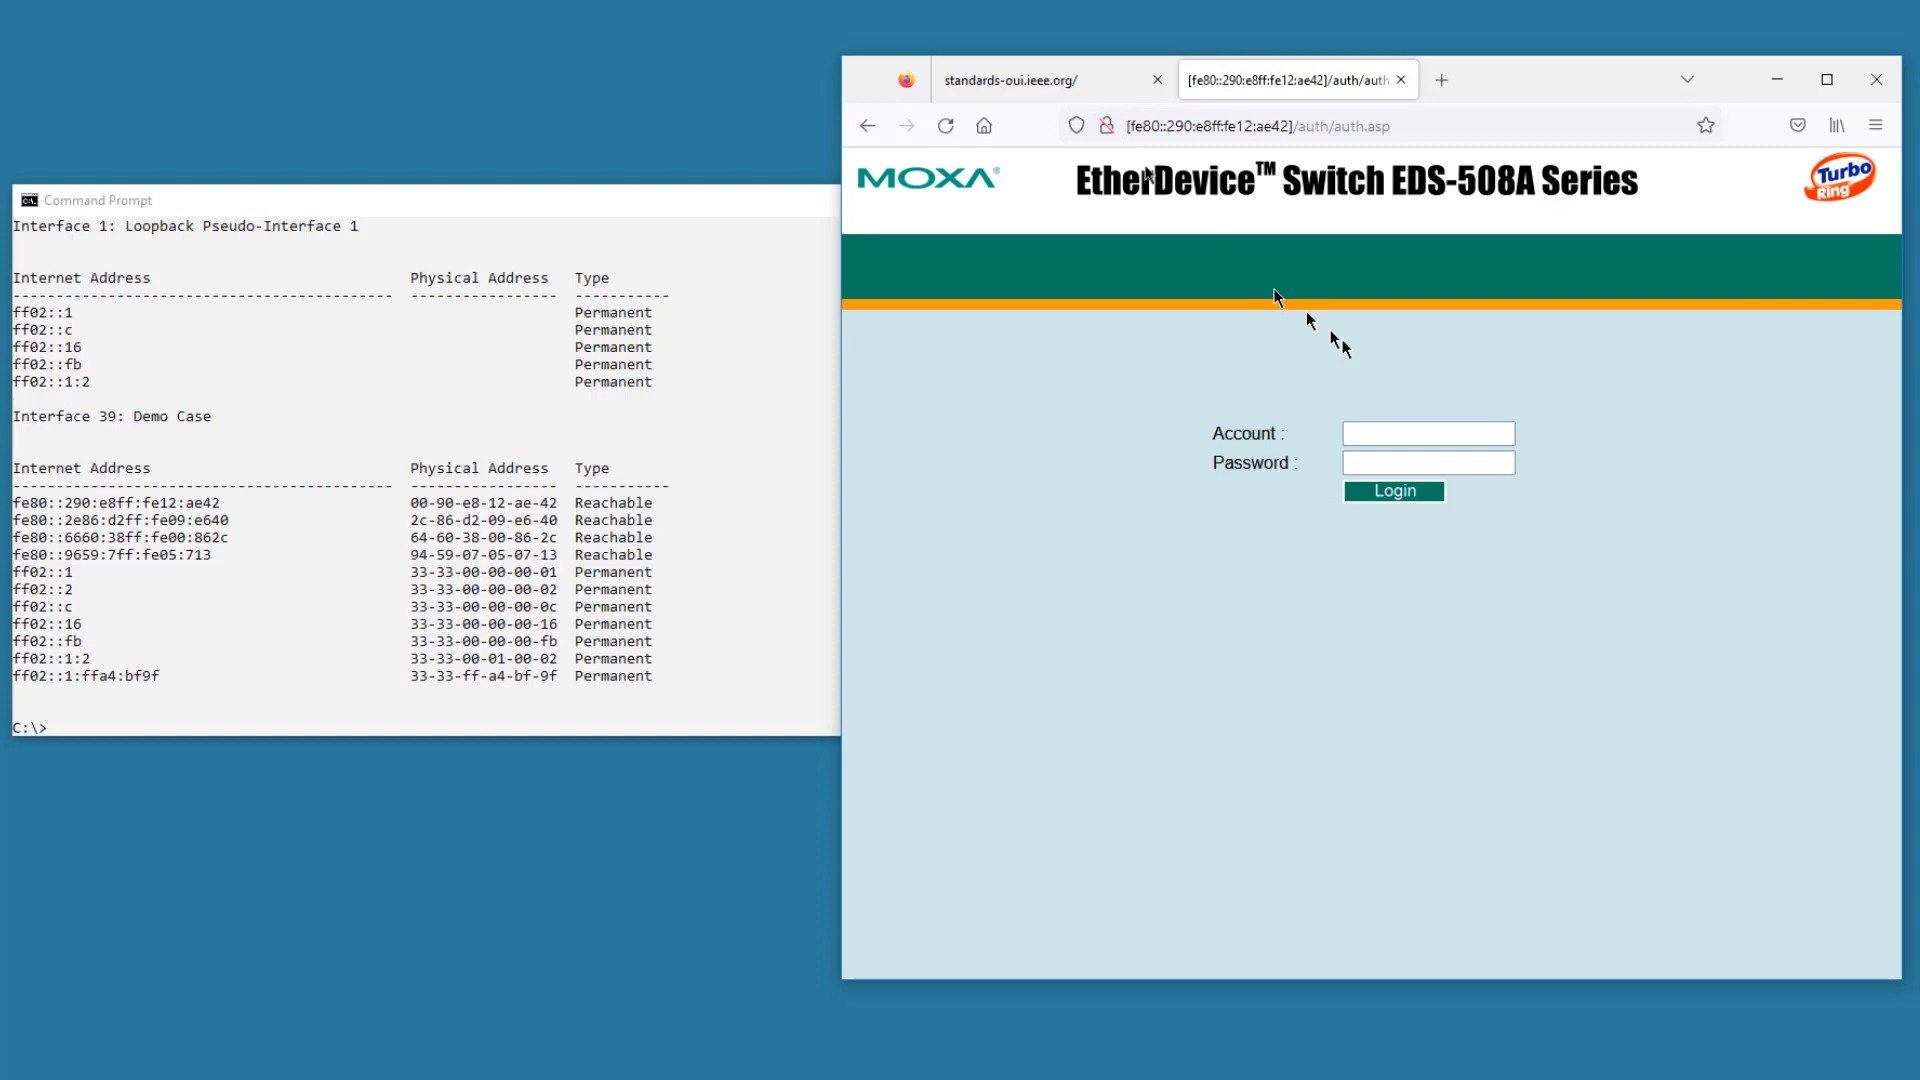 Command Prompt
Interface 1: Loopback Pseudo-Interface 1
Internet Address Physical Address Type
-------------------------------------------- ----------------- -----------
ff02::1 Permanent
ff02::c Permanent
ff02::16 Permanent
ff02::fb Permanent
ff02::1:2 Permanent
Interface 39: Demo Case
Internet Address Physical Address Type
-------------------------------------------- ----------------- -----------
fe80::290:e8ff:fe12:ae42 00-90-e8-12-ae-42 Reachable
fe80::2e86:d2ff:fe09:e640 2c-86-d2-09-e6-40 Reachable
fe80::6660:38ff:fe00:862c 64-60-38-00-86-2c Reachable
fe80::9659:7ff:fe05:713 94-59-07-05-07-13 Reachable
ff02::1 33-33-00-00-00-01 Permanent
ff02::2 33-33-00-00-00-02 Permanent
ff02::c 33-33-00-00-00-0c Permanent
ff02::16 33-33-00-00-00-16 Permanent
ff02::fb 33-33-00-00-00-fb Permanent
ff02::1:2 33-33-00-01-00-02 Permanent
ff02::1:ffa4:bf9f 33-33-ff-a4-bf-9f Permanent
C:\>
standards-oui.ieee.org/
[fe80::290:e8ff:fe12:ae42]/auth/auth.
[fe80::290:e8ff:fe12:ae42]/auth/auth.asp
MOXA®
EtherDevice™ Switch EDS-508A Series
Turbo
Ring
Account :
Password :
Login